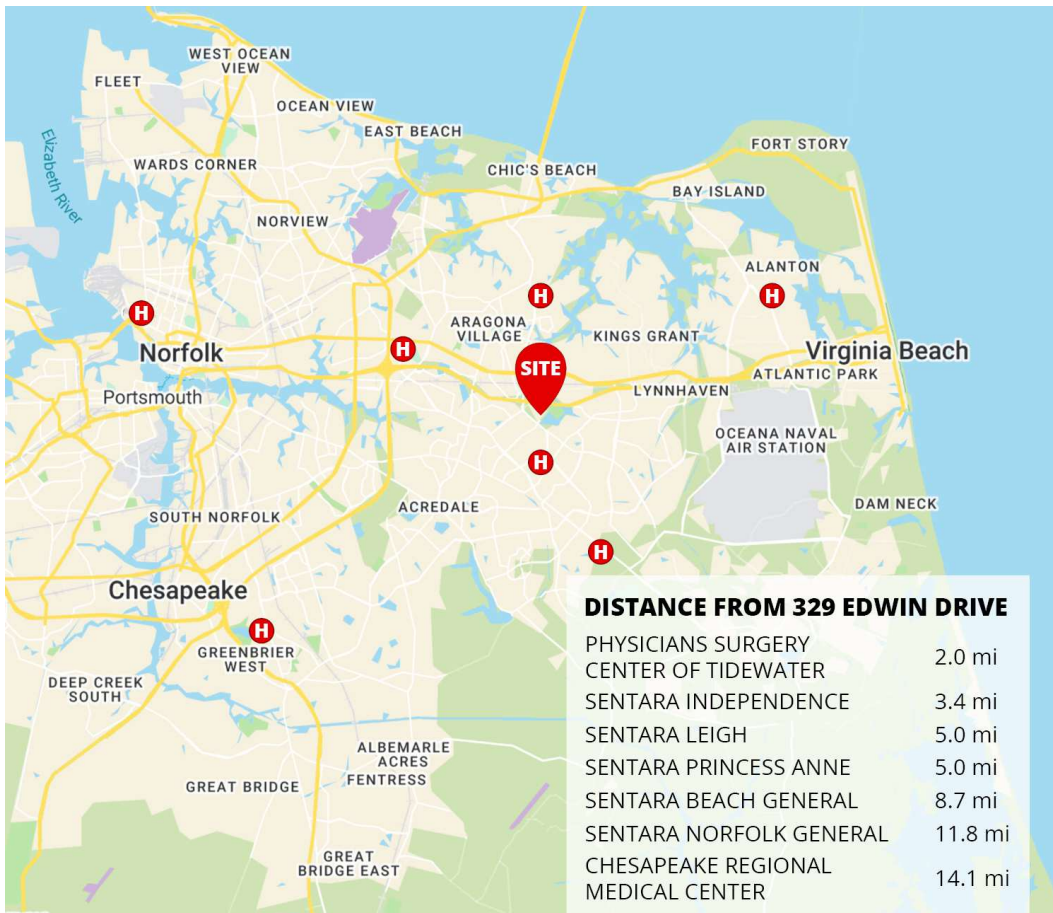 WEST OCEAN
VIEW
FLEET
OCEAN VIEW
EAST BEACH
FORT STORY
Elizabeth River
WARDS CORNER
CHIC'S BEACH
BAY ISLAND
NORVIEW
ALANTON
H
H
H
ARAGONA
VILLAGE
KINGS GRANT
Norfolk
H
Virginia Beach
SITE
ATLANTIC PARK
LYNNHAVEN
Portsmouth
OCEANA NAVAL
AIR STATION
H
ACREDALE
DAM NECK
SOUTH NORFOLK
H
Chesapeake
H
GREENBRIER
WEST
DEEP CREEK
SOUTH
ALBEMARLE
ACRES
FENTRESS
GREAT BRIDGE
GREAT
BRIDGE EAST
DISTANCE FROM 329 EDWIN DRIVE
PHYSICIANS SURGERY
CENTER OF TIDEWATER 2.0 mi
SENTARA INDEPENDENCE 3.4 mi
SENTARA LEIGH 5.0 mi
SENTARA PRINCESS ANNE 5.0 mi
SENTARA BEACH GENERAL 8.7 mi
SENTARA NORFOLK GENERAL 11.8 mi
CHESAPEAKE REGIONAL
MEDICAL CENTER 14.1 mi